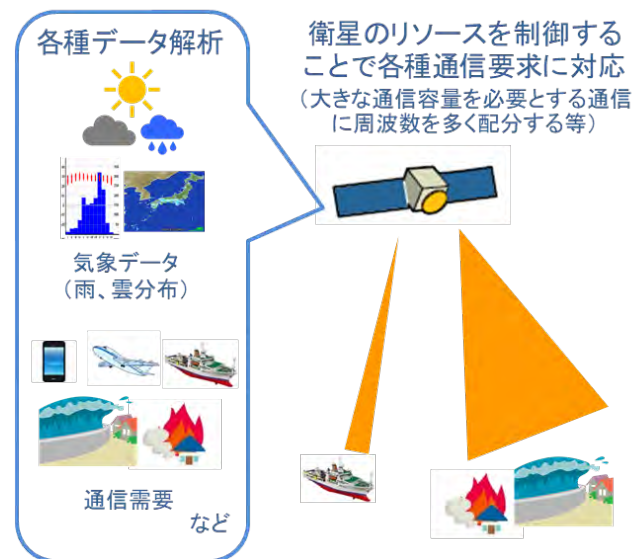 各種データ解析
気象データ
（雨、雲分布）
通信需要
など
衛星のリソースを制御する
ことで各種通信要求に対応
（大きな通信容量を必要とする通信
に周波数を多く配分する等）